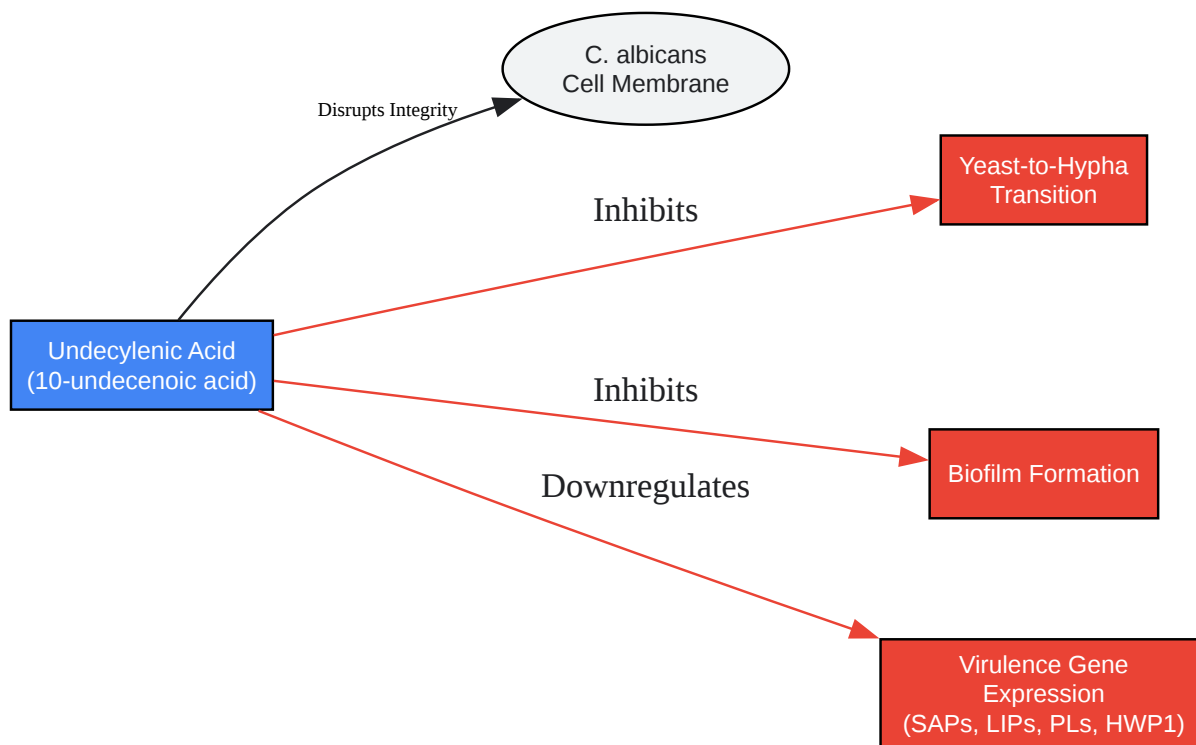 C. albicans
Cell Membrane
Disrupts Integrity
Yeast-to-Hypha
Transition
Inhibits
Undecylenic Acid
(10-undecenoic acid)
Inhibits
Biofilm Formation
Downregulates
Virulence Gene
Expression
(SAPs, LIPs, PLs, HWP1)